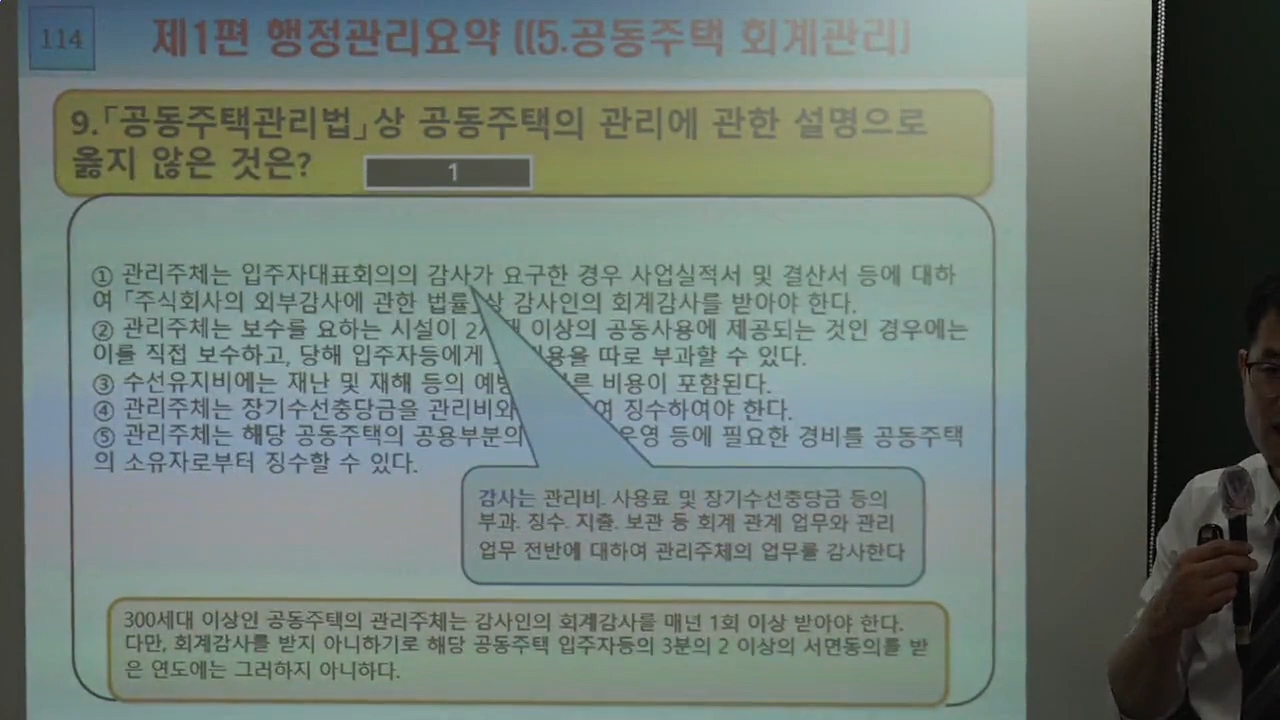 114
제1편 행정관리요약 ((5.공동주택 회계관리)
9.「공동주택관리법」상 공동주택의 관리에 관한 설명으로
옳지 않은 것은?
1
① 관리주체는 입주자대표회의의 감사가 요구한 경우 사업실적서 및 결산서 등에 대하
여 「주식회사의 외부감사에 관한 법률」상 감사인의 회계감사를 받아야 한다.
② 관리주체는 보수를 요하는 시설이 2 이상의 공동사용에 제공되는 것인 경우에는
이를 직접 보수하고, 당해 입주자등에게 용을 따로 부과할 수 있다.
③ 수선유지비에는 재난 및 재해 등의 예방 른 비용이 포함된다.
④ 관리주체는 장기수선충당금을 관리비와 여 징수하여야 한다.
⑤ 관리주체는 해당 공동주택의 공용부분의 운영 등에 필요한 경비를 공동주택
의 소유자로부터 징수할 수 있다.
감사는 관리비. 사용료 및 장기수선충당금 등의
부과. 징수. 지출. 보관 등 회계 관계 업무와 관리
업무 전반에 대하여 관리주체의 업무를 감사한다
300세대 이상인 공동주택의 관리주체는 감사인의 회계감사를 매년 1회 이상 받아야 한다.
다만, 회계감사를 받지 아니하기로 해당 공동주택 입주자등의 3분의 2 이상의 서면동의를 받
은 연도에는 그러하지 아니하다.